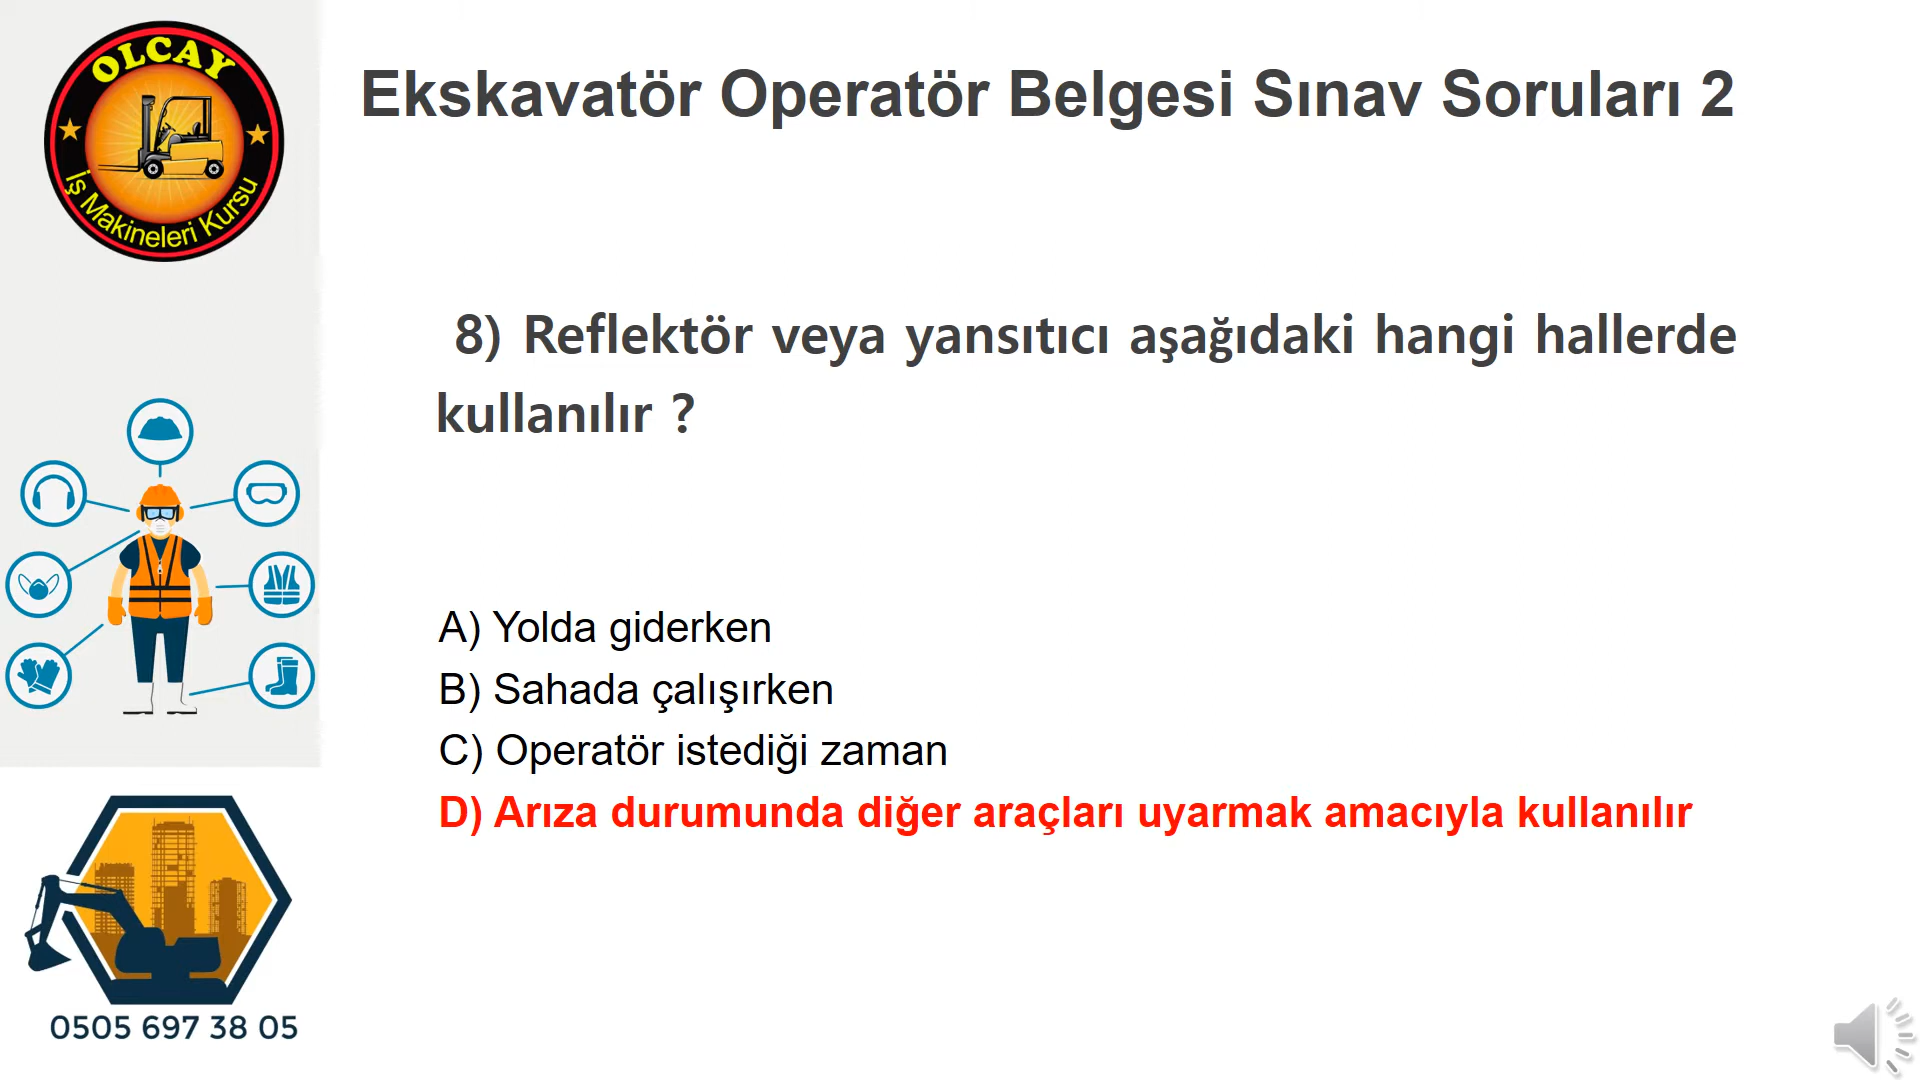 OLCAY
İş Makineleri Kursu
Ekskavatör Operatör Belgesi Sınav Soruları 2
8) Reflektör veya yansıtıcı aşağıdaki hangi hallerde
kullanılır ?
A) Yolda giderken
B) Sahada çalışırken
C) Operatör istediği zaman
D) Arıza durumunda diğer araçları uyarmak amacıyla kullanılır
0505 697 38 05